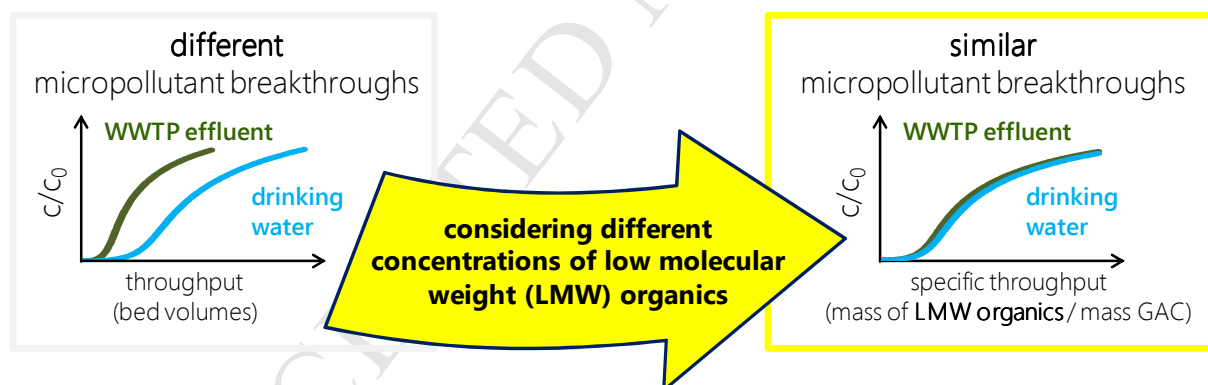 different
micropollutant breakthroughs
WWTP effluent
drinking
water
c/c₀
throughput
(bed volumes)
considering different
concentrations of low molecular
weight (LMW) organics
similar
micropollutant breakthroughs
WWTP effluent
drinking
water
c/c₀
specific throughput
(mass of LMW organics / mass GAC)